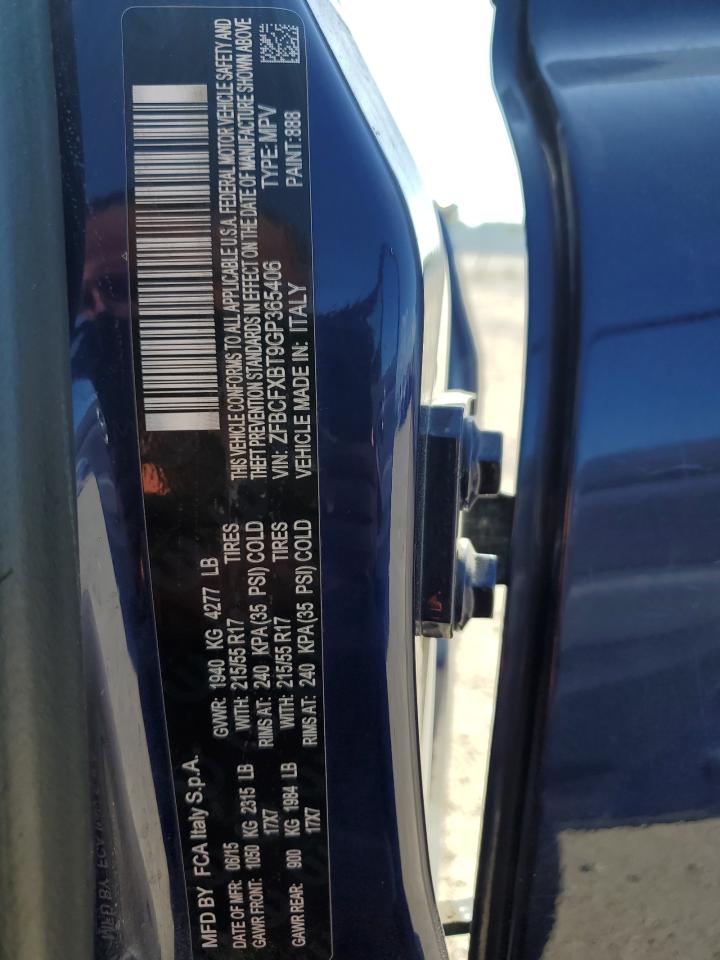 MFD BY FCA Italy S.p.A.
DATE OF MFR: 06/15 GVWR: 1940 KG 4277 LB
GAWR FRONT: 1050 KG 2315 LB WITH: 215/55 R17 TIRES
17X7 RIMS AT: 240 KPA(35 PSI) COLD
GAWR REAR: 900 KG 1984 LB WITH: 215/55 R17 TIRES
17X7 RIMS AT: 240 KPA(35 PSI) COLD
THIS VEHICLE CONFORMS TO ALL APPLICABLE U.S.A. FEDERAL MOTOR VEHICLE SAFETY AND
THEFT PREVENTION STANDARDS IN EFFECT ON THE DATE OF MANUFACTURE SHOWN ABOVE
VIN: ZFBCFXBT9GP365406 TYPE: MPV
VEHICLE MADE IN: ITALY PAINT:888